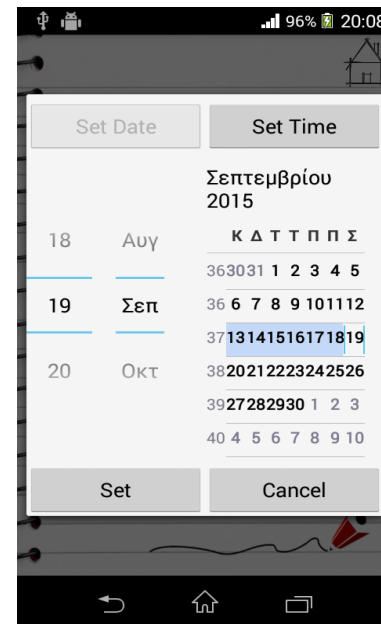 96% 20:08
Set Date Set Time
Σεπτεμβρίου
2015
Κ Δ Τ Τ Π Π Σ
36 30 31 1 2 3 4 5
36 6 7 8 9 10 11 12
37 13 14 15 16 17 18 19
38 20 21 22 23 24 25 26
39 27 28 29 30 1 2 3
40 4 5 6 7 8 9 10
18 Αυγ
19 Σεπ
20 Οκτ
Set Cancel